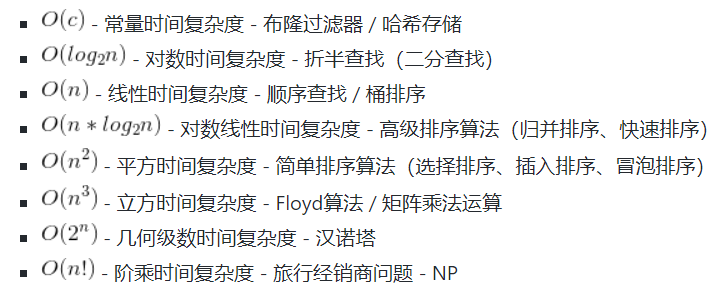 ▪ O(c) - 常量时间复杂度 - 布隆过滤器 / 哈希存储
▪ O(log₂n) - 对数时间复杂度 - 折半查找（二分查找）
▪ O(n) - 线性时间复杂度 - 顺序查找 / 桶排序
▪ O(n * log₂n) - 对数线性时间复杂度 - 高级排序算法（归并排序、快速排序）
▪ O(n²) - 平方时间复杂度 - 简单排序算法（选择排序、插入排序、冒泡排序）
▪ O(n³) - 立方时间复杂度 - Floyd算法 / 矩阵乘法运算
▪ O(2ⁿ) - 几何级数时间复杂度 - 汉诺塔
▪ O(n!) - 阶乘时间复杂度 - 旅行经销商问题 - NP